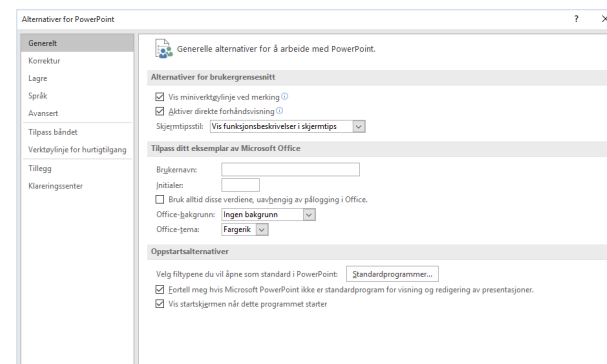 Alternativer for PowerPoint
?
Generelt
Korrektur
Lagre
Språk
Avansert
Tilpass båndet
Verktøylinje for hurtigtilgang
Tillegg
Klareringssenter
Generelle alternativer for å arbeide med PowerPoint.
Alternativer for brukergrensesnitt
Vis miniverktøylinje ved merking
Aktiver direkte forhåndsvisning
Skjermtipsstil: Vis funksjonsbeskrivelser i skjermtips
Tilpass ditt eksemplar av Microsoft Office
Brukernavn:
Initialer:
Bruk alltid disse verdiene, uavhengig av pålogging i Office.
Office-bakgrunn: Ingen bakgrunn
Office-tema: Fargerik
Oppstartsalternativer
Velg filtypene du vil åpne som standard i PowerPoint: Standardprogrammer...
Fortell meg hvis Microsoft PowerPoint ikke er standardprogram for visning og redigering av presentasjoner.
Vis startskjermen når dette programmet starter